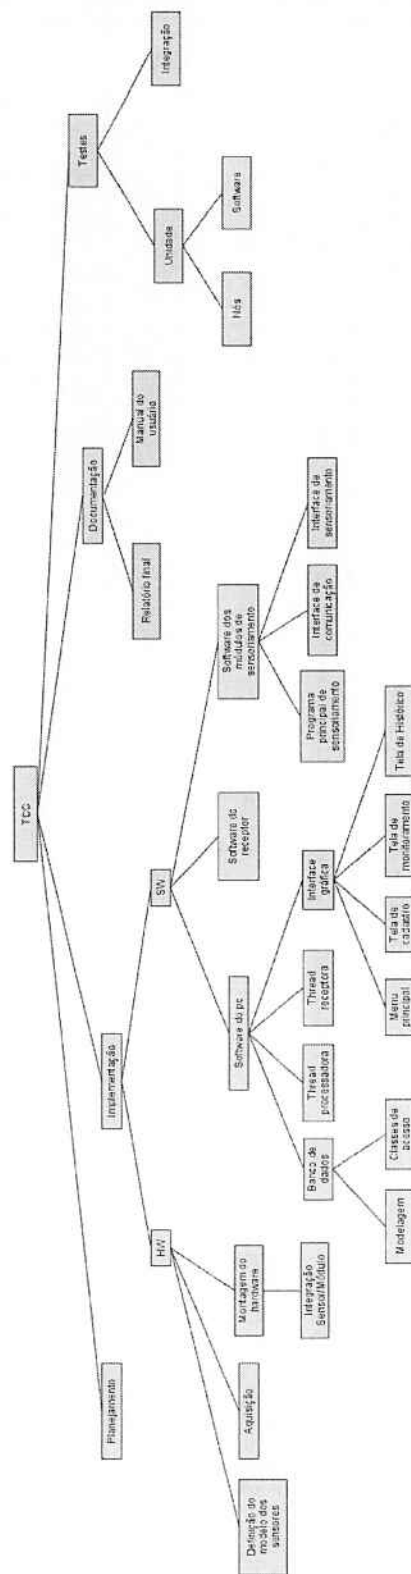 TCC
Planejamento
Implementação
Documentação
Testes
HW
SW
Relatório final
Manual do
usuário
Unidade
Integração
Definição do
modelo dos
sensores
Aquisição
Montagem do
hardware
Software do pc
Software do
receptor
Software dos
módulos de
sensoriamento
Nós
Software
Integração
Sensor/Módulo
Banco de
dados
Thread
processadora
Thread
receptora
Interface
gráfica
Programa
principal de
sensoriamento
Interface de
comunicação
Interface de
sensoriamento
Modelagem
Classes de
acesso
Menu
principal
Tela de
cadastro
Tela de
monitoramento
Tela de Histórico